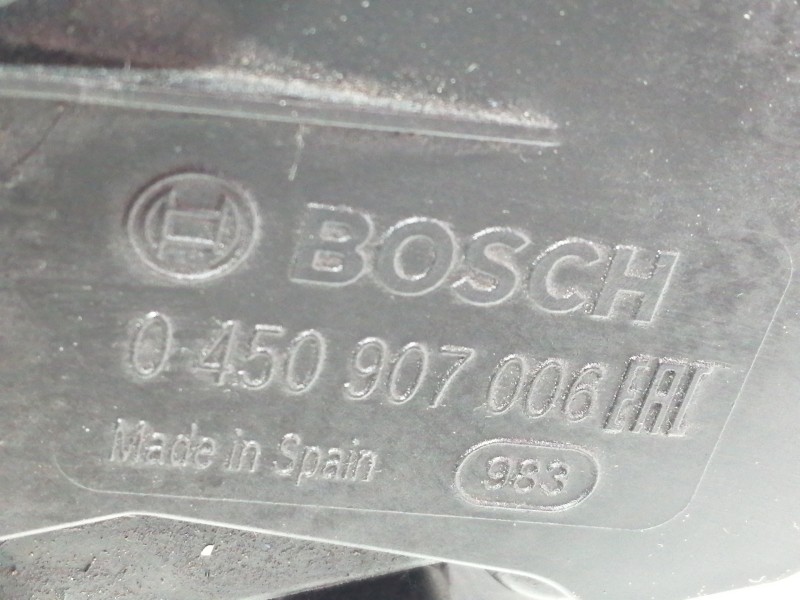 BOSCH
0 450 907 006 EAC
Made in Spain 983